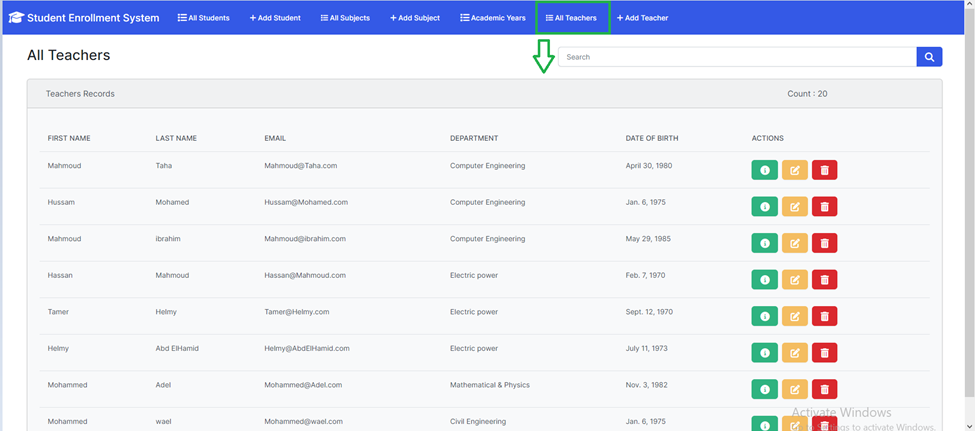 Student Enrollment System All Students + Add Student All Subjects + Add Subject Academic Years All Teachers + Add Teacher
All Teachers
Search
Teachers Records Count : 20
FIRST NAME LAST NAME EMAIL DEPARTMENT DATE OF BIRTH ACTIONS
Mahmoud Taha Mahmoud@Taha.com Computer Engineering April 30, 1980
Hussam Mohamed Hussam@Mohamed.com Computer Engineering Jan. 6, 1975
Mahmoud ibrahim Mahmoud@ibrahim.com Computer Engineering May 29, 1985
Hassan Mahmoud Hassan@Mahmoud.com Electric power Feb. 7, 1970
Tamer Helmy Tamer@Helmy.com Electric power Sept. 12, 1970
Helmy Abd ElHamid Helmy@AbdElHamid.com Electric power July 11, 1973
Mohammed Adel Mohammed@Adel.com Mathematical & Physics Nov. 3, 1982
Mohammed wael Mohammed@wael.com Civil Engineering Jan. 6, 1975
Activate Windows
to Settings to activate Windows.